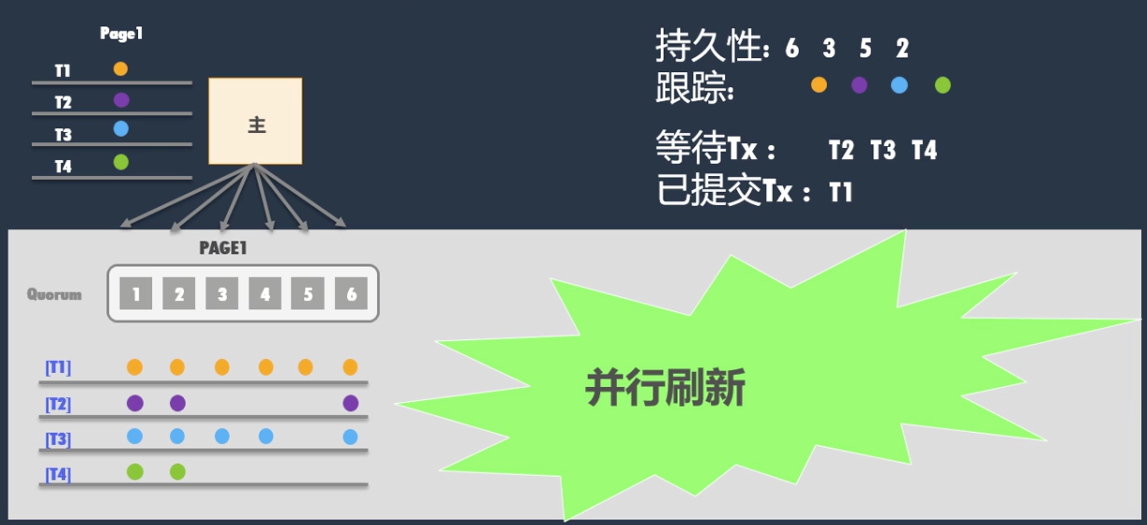 Page1
T1
T2
T3
T4
主
持久性: 6 3 5 2
跟踪:
等待Tx : T2 T3 T4
已提交Tx : T1
PAGE1
Quorum
1 2 3 4 5 6
[T1]
[T2]
[T3]
[T4]
并行刷新